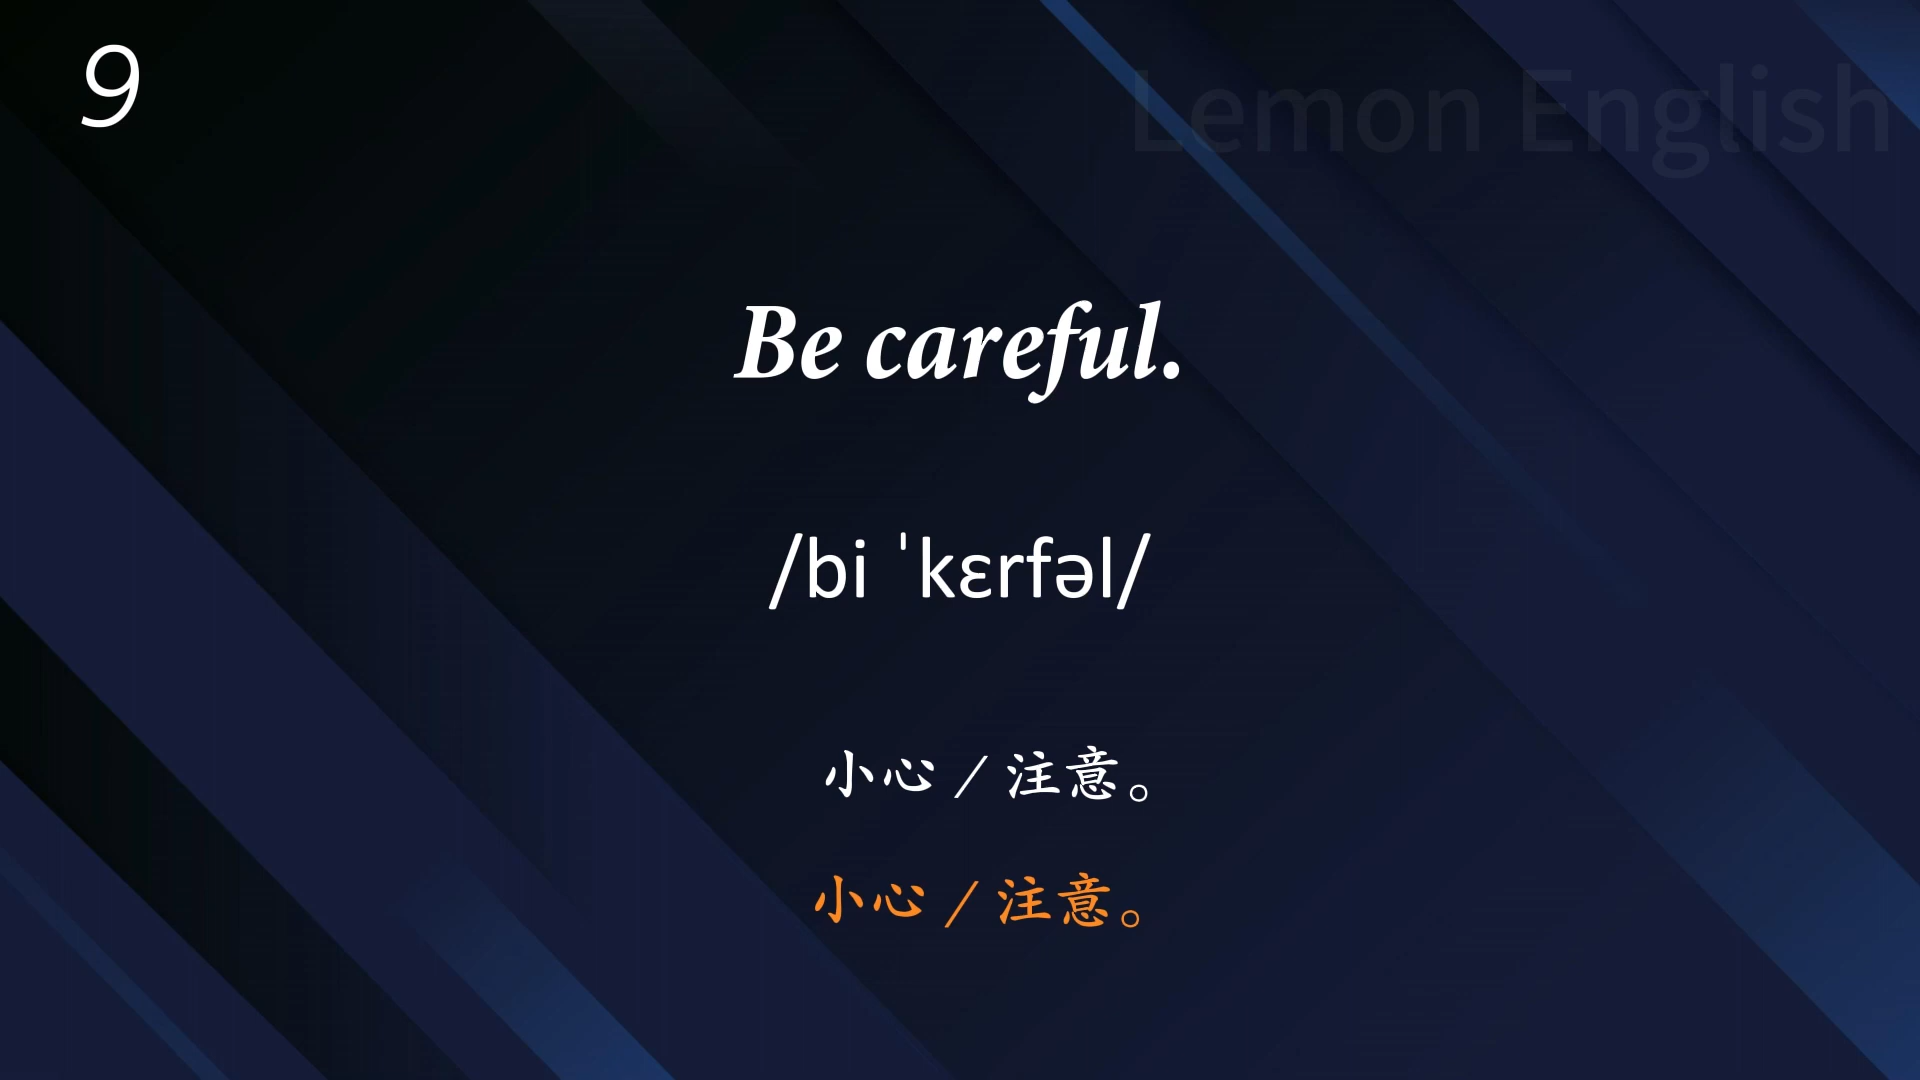 9
Lemon English
Be careful.
/bi ˈkɛrfəl/
小心 / 注意。
小心 / 注意。